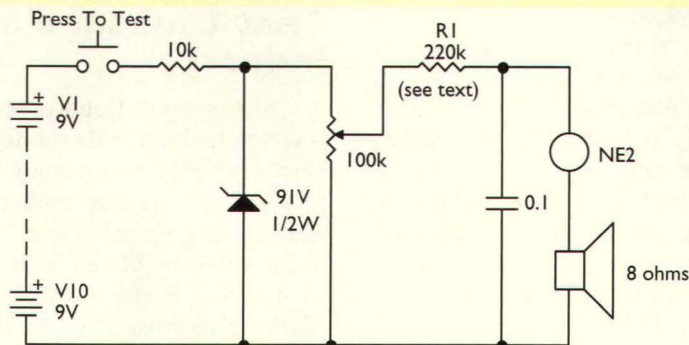 Press To Test
10k
R1
220k
(see text)
V1
9V
NE2
100k
91V
1/2W
0.1
8 ohms
V10
9V